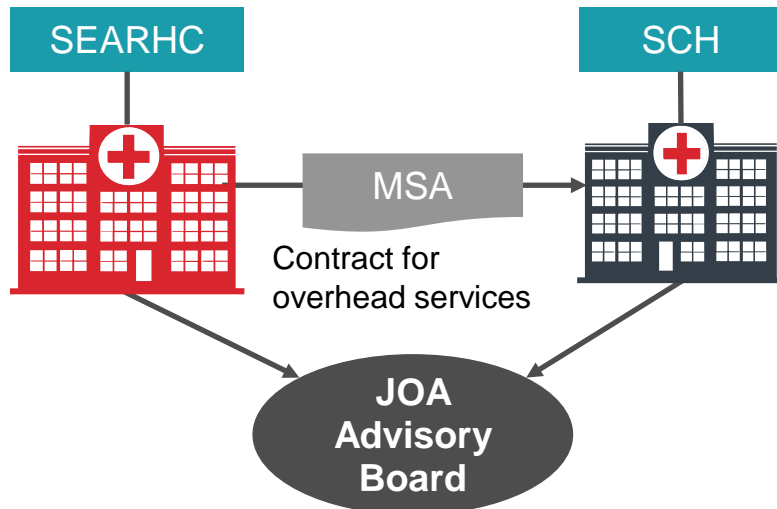 SEARHC
SCH
MSA
Contract for
overhead services
JOA
Advisory
Board